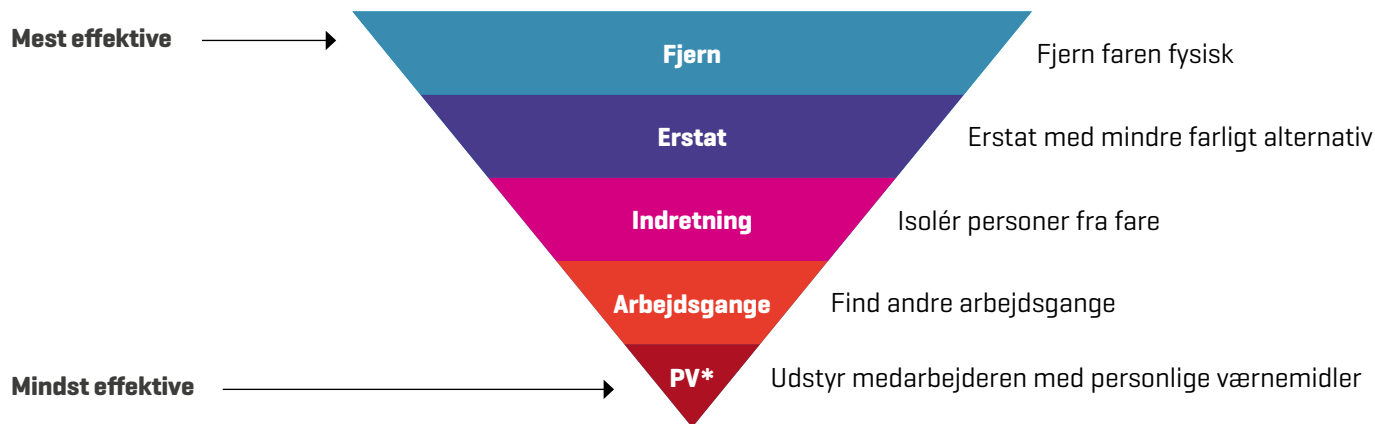 Mest effektive
Fjern
Fjern faren fysisk
Erstat
Erstat med mindre farligt alternativ
Indretning
Isolér personer fra fare
Arbejdsgange
Find andre arbejdsgange
Mindst effektive
PV*
Udstyr medarbejderen med personlige værnemidler